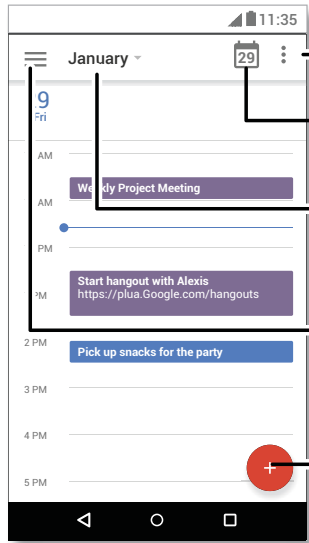 11:35
January
29
9
Fri
AM
Weekly Project Meeting
AM
PM
Start hangout with Alexis
https://plua.Google.com/hangouts
PM
2 PM
Pick up snacks for the party
3 PM
4 PM
+
5 PM